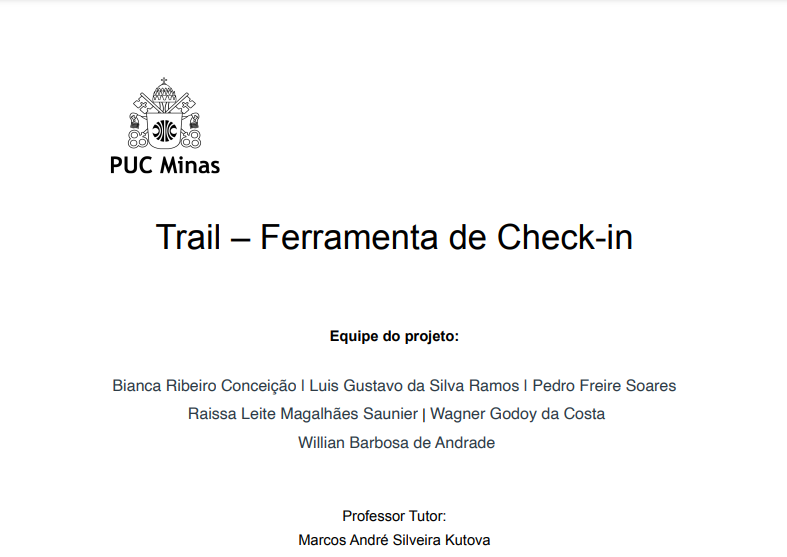 PUC Minas
Trail – Ferramenta de Check-in
Equipe do projeto:
Bianca Ribeiro Conceição | Luis Gustavo da Silva Ramos | Pedro Freire Soares
Raissa Leite Magalhães Saunier | Wagner Godoy da Costa
Willian Barbosa de Andrade
Professor Tutor:
Marcos André Silveira Kutova